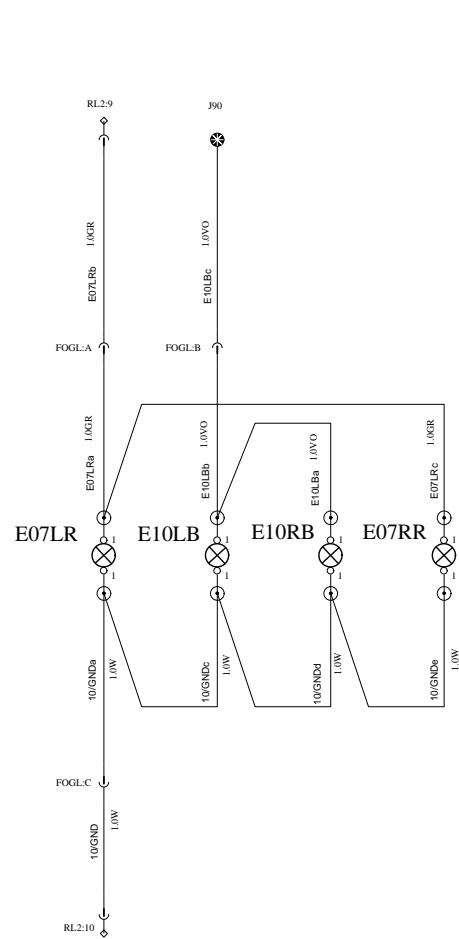 RL2:9
J90
1.0GR
E07LRb
1.0VO
E10LBc
FOGL:A
FOGL:B
1.0GR
E07LRa
1.0VO
E10LBb
1.0VO
E10LBa
1.0GR
E07LRc
E07LR
E10LB
E10RB
E07RR
1
1
1
1
1
1
1
1
10/GNDa
1.0W
10/GNDc
1.0W
10/GNDd
1.0W
10/GNDe
1.0W
FOGL:C
10/GND
1.0W
RL2:10